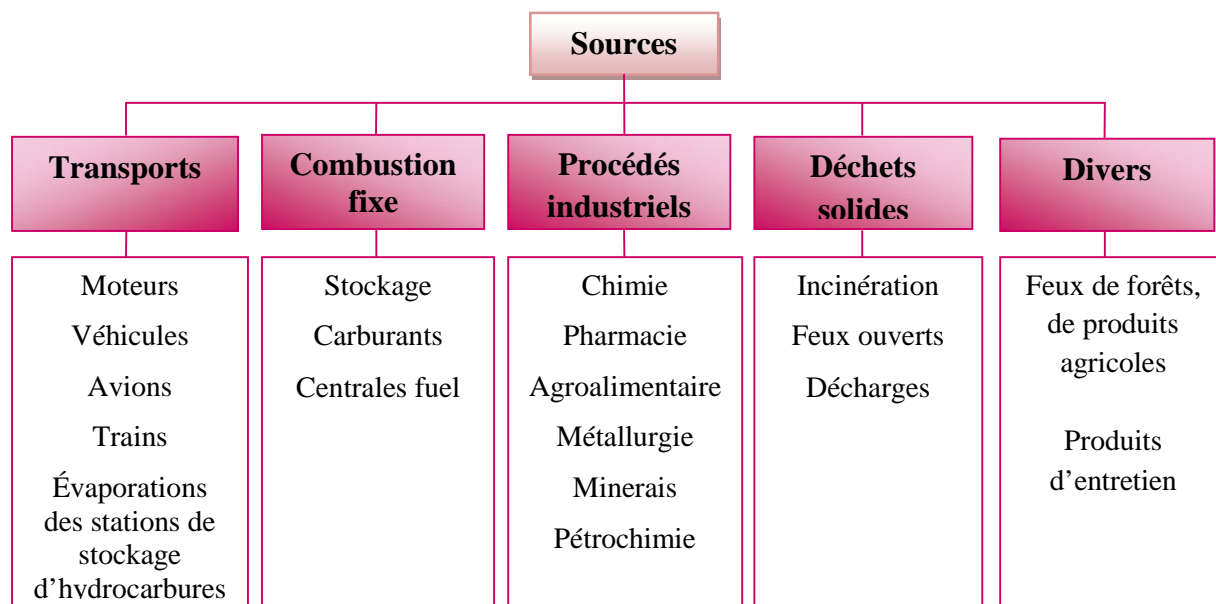 Sources
Transports
Combustion
fixe
Procédés
industriels
Déchets
solides
Divers
Moteurs
Véhicules
Avions
Trains
Évaporations
des stations de
stockage
d’hydrocarbures
Stockage
Carburants
Centrales fuel
Chimie
Pharmacie
Agroalimentaire
Métallurgie
Minerais
Pétrochimie
Incinération
Feux ouverts
Décharges
Feux de forêts,
de produits
agricoles
Produits
d’entretien